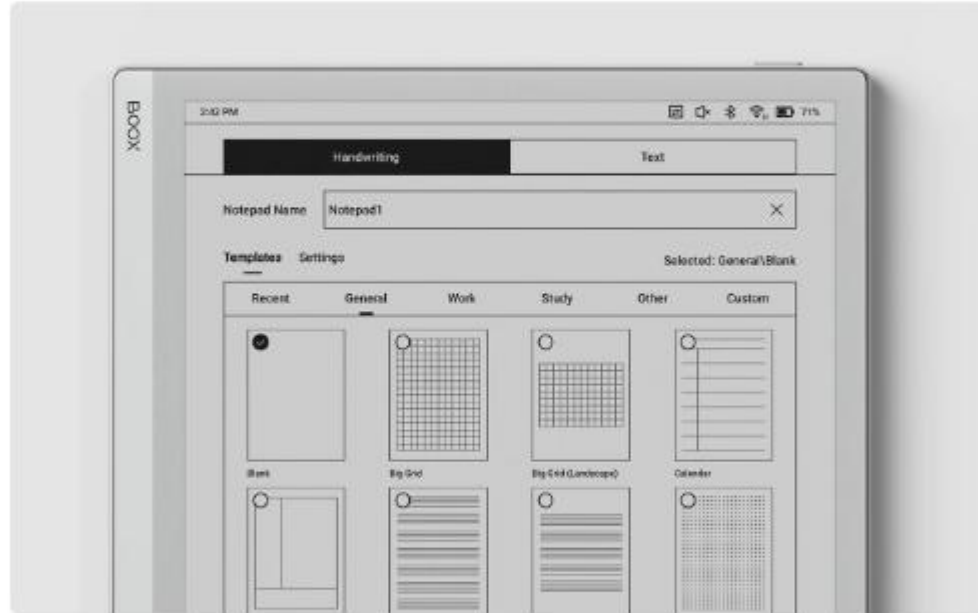 BOOX
2:42 PM 71%
Handwriting Text
Notepad Name Notepad1
Templates Settings Selected: General\Blank
Recent General Work Study Other Custom
Blank Big Grid Big Grid (Landscape) Calendar